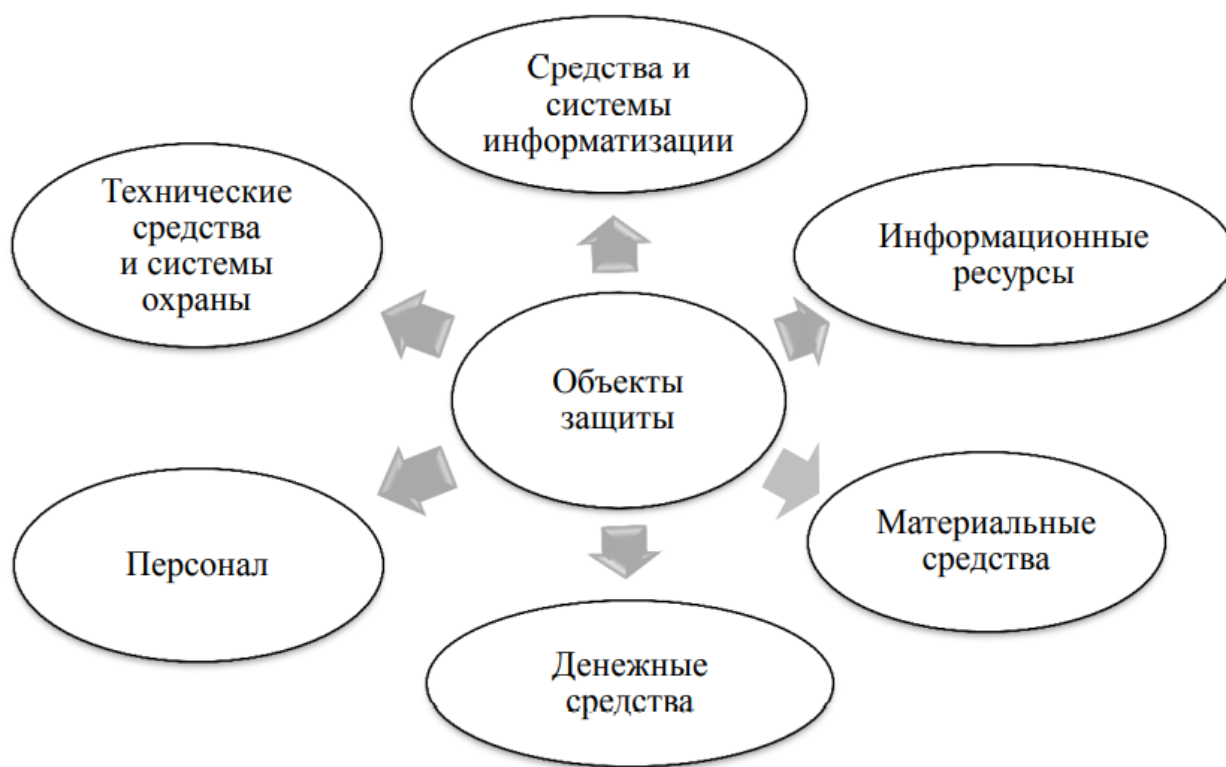 Средства и
системы
информатизации
Технические
средства
и системы
охраны
Информационные
ресурсы
Объекты
защиты
Персонал
Материальные
средства
Денежные
средства